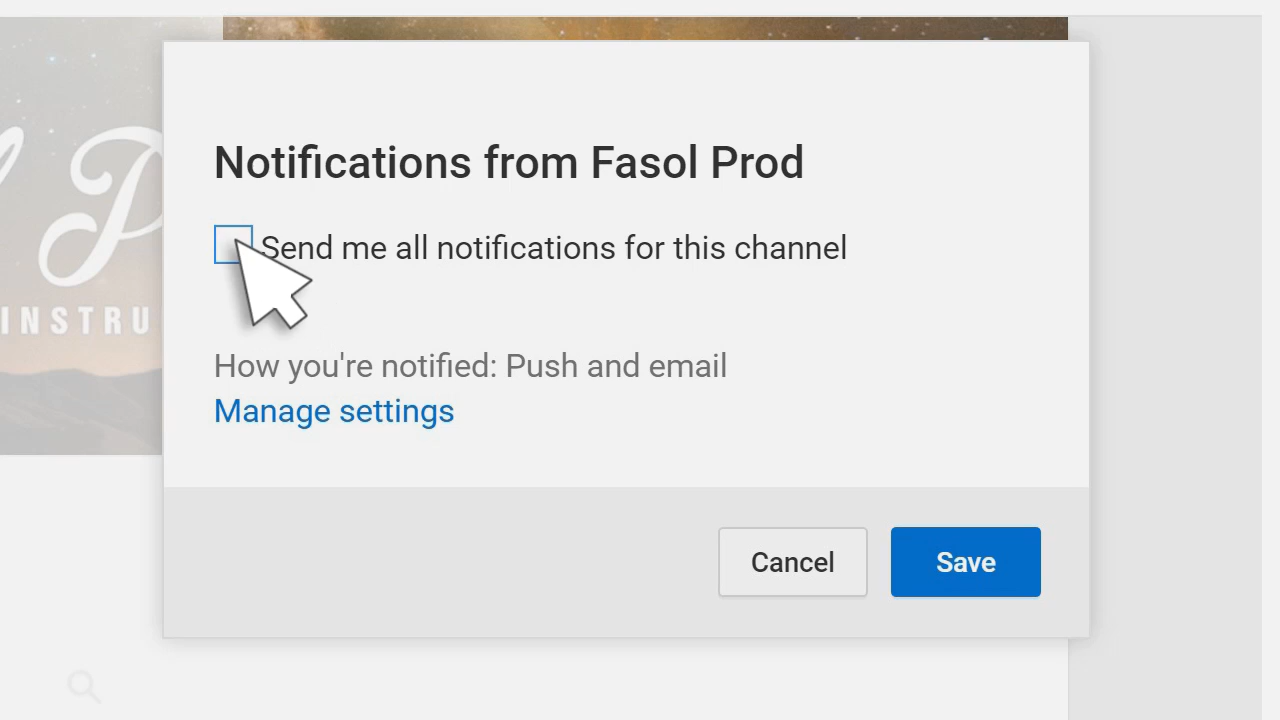 P
INSTRU
Notifications from Fasol Prod
Send me all notifications for this channel
How you're notified: Push and email
Manage settings
Cancel
Save